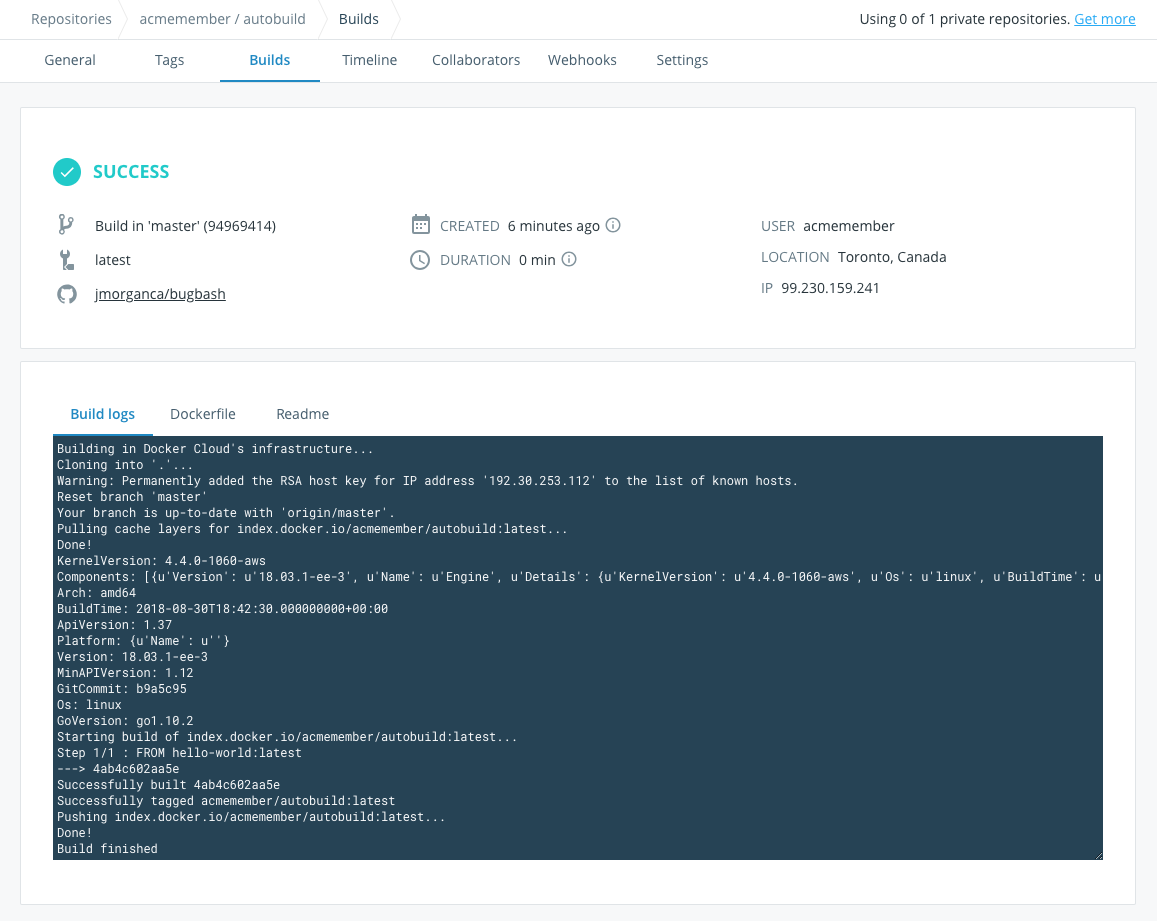 Repositories acmemember / autobuild Builds Using 0 of 1 private repositories. Get more
General Tags Builds Timeline Collaborators Webhooks Settings
SUCCESS
Build in 'master' (94969414) CREATED 6 minutes ago USER acmemember
latest DURATION 0 min LOCATION Toronto, Canada
jmorganca/bugbash IP 99.230.159.241
Build logs Dockerfile Readme
Building in Docker Cloud's infrastructure...
Cloning into '.'...
Warning: Permanently added the RSA host key for IP address '192.30.253.112' to the list of known hosts.
Reset branch 'master'
Your branch is up-to-date with 'origin/master'.
Pulling cache layers for index.docker.io/acmemember/autobuild:latest...
Done!
KernelVersion: 4.4.0-1060-aws
Components: [{u'Version': u'18.03.1-ee-3', u'Name': u'Engine', u'Details': {u'KernelVersion': u'4.4.0-1060-aws', u'Os': u'linux', u'BuildTime': u
Arch: amd64
BuildTime: 2018-08-30T18:42:30.000000000+00:00
ApiVersion: 1.37
Platform: {u'Name': u''}
Version: 18.03.1-ee-3
MinAPIVersion: 1.12
GitCommit: b9a5c95
Os: linux
GoVersion: go1.10.2
Starting build of index.docker.io/acmemember/autobuild:latest...
Step 1/1 : FROM hello-world:latest
---> 4ab4c602aa5e
Successfully built 4ab4c602aa5e
Successfully tagged acmemember/autobuild:latest
Pushing index.docker.io/acmemember/autobuild:latest...
Done!
Build finished